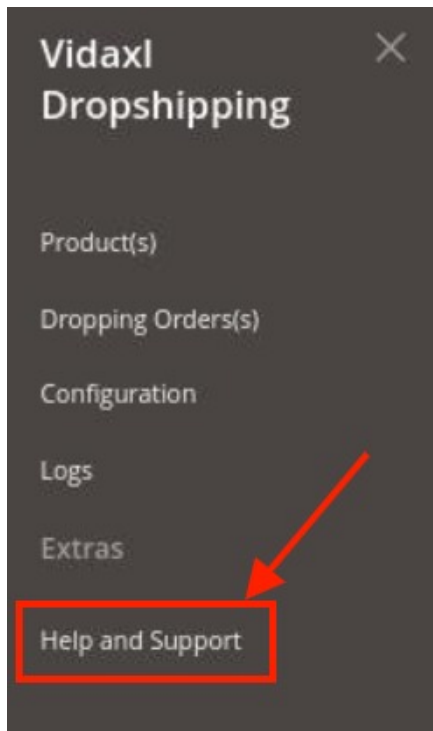 Vidaxl
Dropshipping
Product(s)
Dropping Orders(s)
Configuration
Logs
Extras
Help and Support